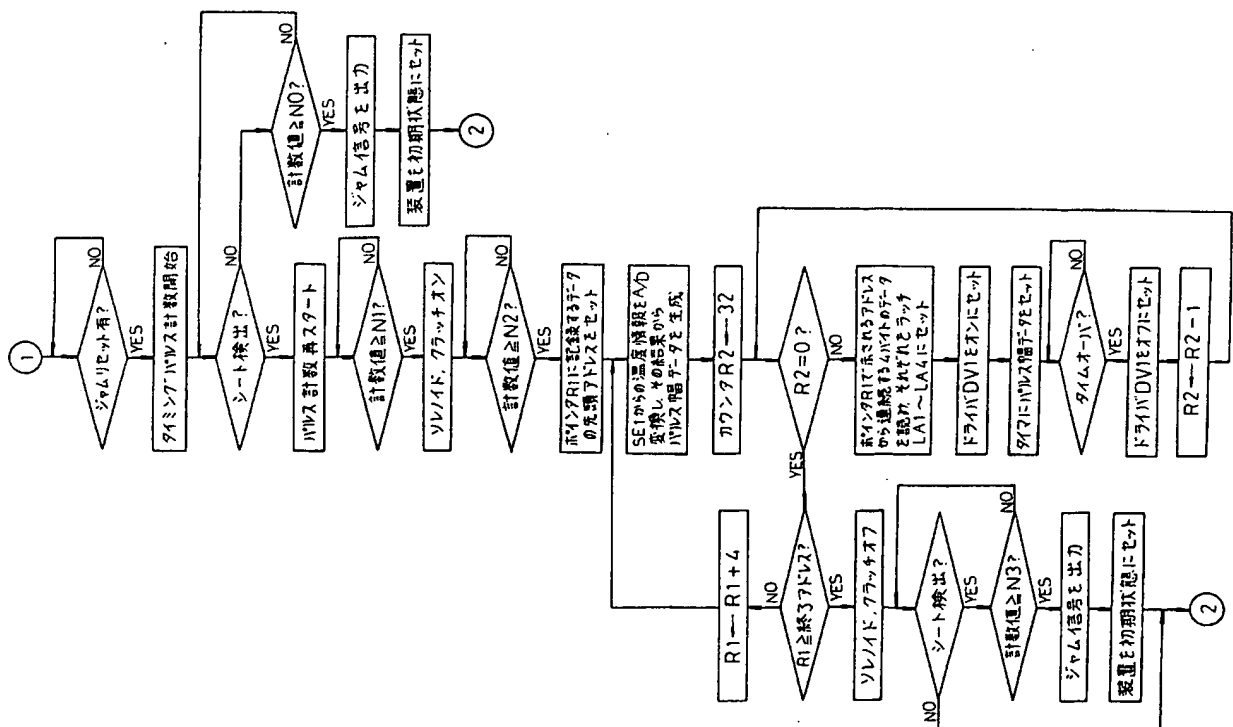 1
ジャムリセット有?
NO
YES
タイミングパルス計数開始
シート検出?
NO
YES
計数値≧N0?
NO
YES
ジャム信号を出力
装置を初期状態にセット
2
パルス計数再スタート
計数値≧N1?
NO
YES
ソレノイド,クラッチオン
計数値≧N2?
NO
YES
ポインタR1に記録するデータ
の先頭アドレスをセット
SE1からの温度情報をA/D
変換し,その結果から
パルス幅データを生成
カウンタR2←32
R2=0?
YES
NO
ポインタR1で示されるアドレス
から連続する4バイトのデータ
を読み,それぞれをラッチ
LA1〜LA4にセット
ドライバDV1をオンにセット
タイマにパルス幅データをセット
タイムオーバ?
NO
YES
ドライバDV1をオフにセット
R2←R2-1
R1←R1+4
NO
R1≧終了アドレス?
YES
ソレノイド,クラッチオフ
シート検出?
NO
YES
計数値≧N3?
NO
YES
ジャム信号を出力
装置を初期状態にセット
2